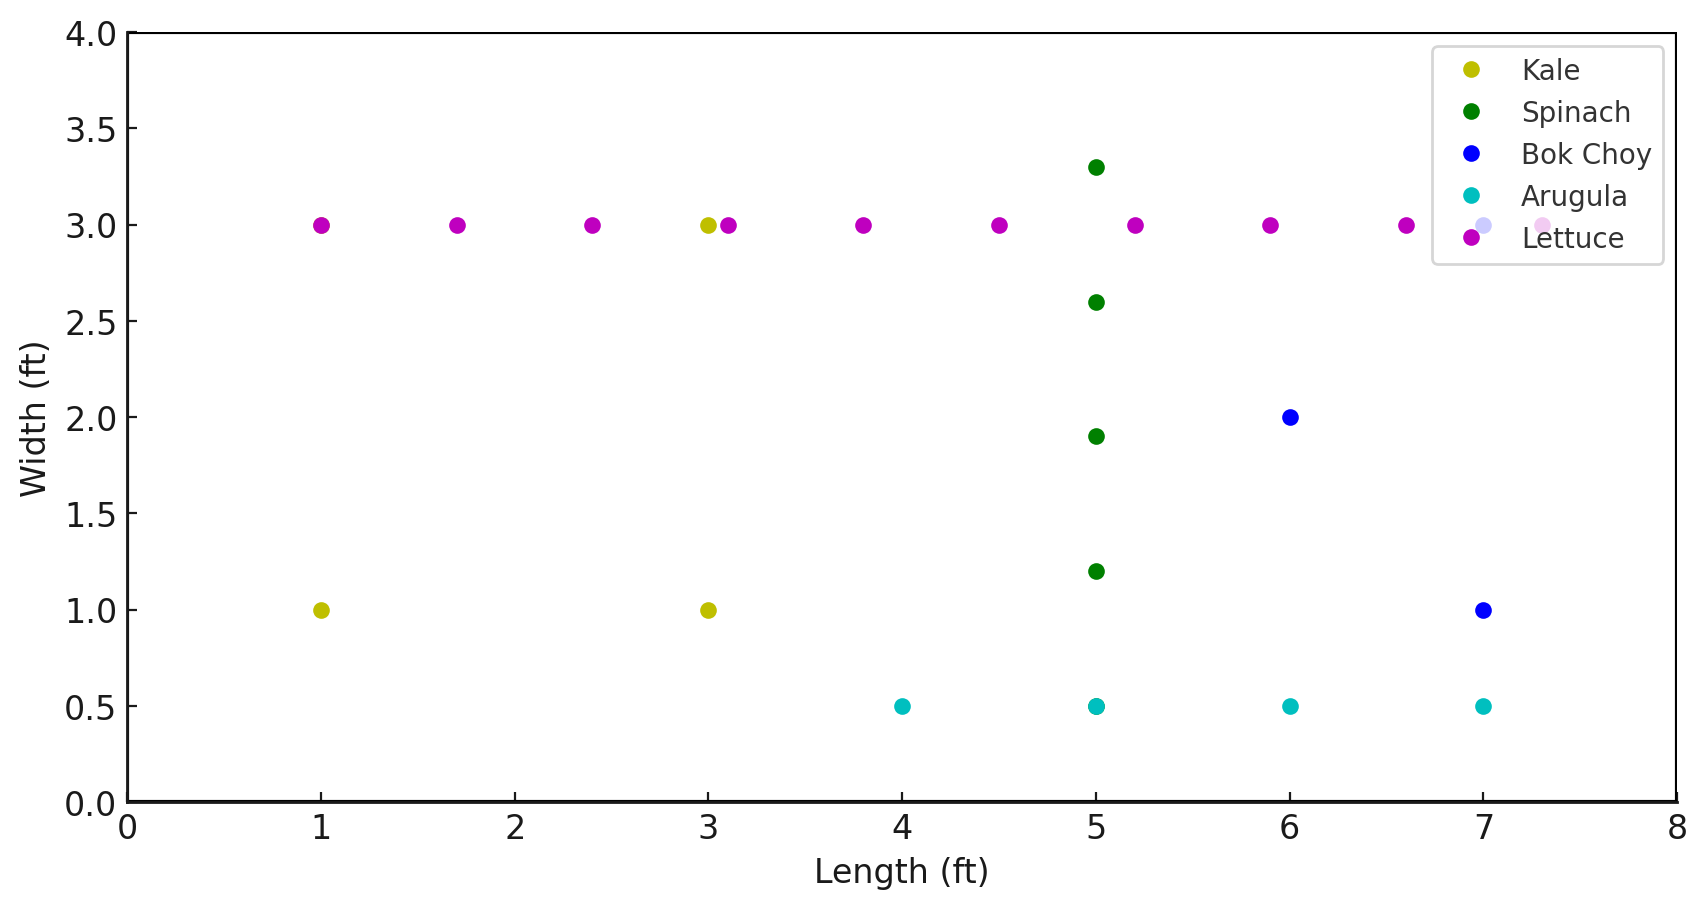 4.0
3.5
3.0
2.5
2.0
1.5
1.0
0.5
0.0
Width (ft)
Kale
Spinach
Bok Choy
Arugula
Lettuce
0 1 2 3 4 5 6 7 8
Length (ft)